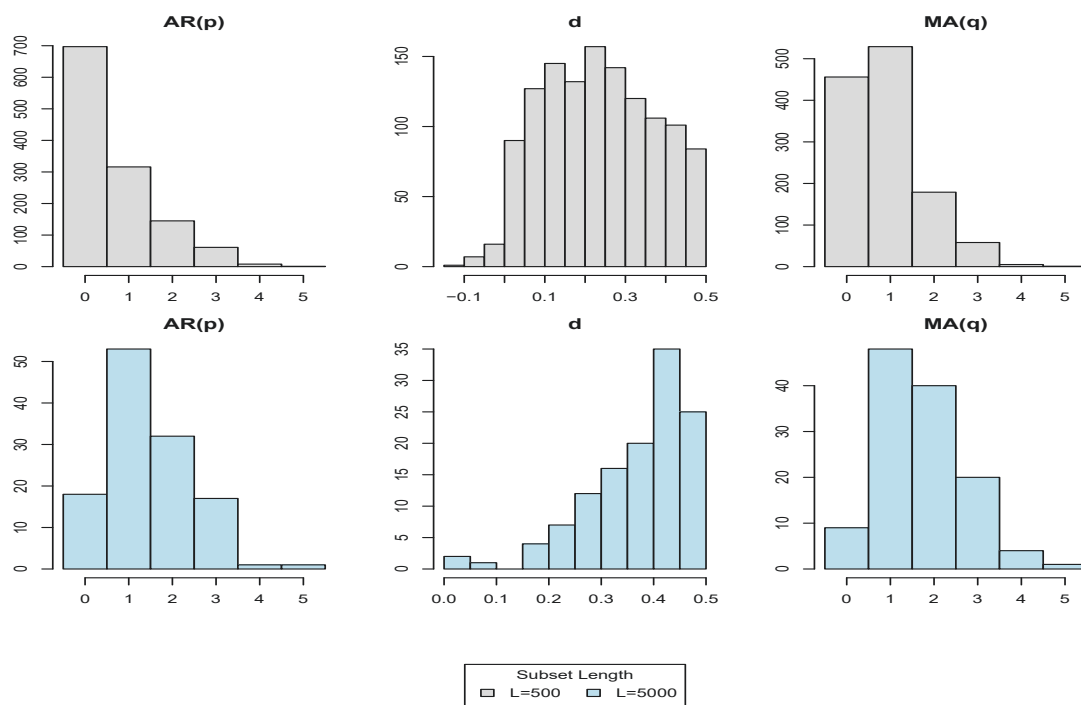 AR(p)
d
MA(q)
0 100 200 300 400 500 600 700
0 50 100 150
0 100 200 300 400 500
0 1 2 3 4 5
−0.1 0.1 0.3 0.5
0 1 2 3 4 5
AR(p)
d
MA(q)
0 10 20 30 40 50
0 5 10 15 20 25 30 35
0 10 20 30 40
0 1 2 3 4 5
0.0 0.1 0.2 0.3 0.4 0.5
0 1 2 3 4 5
Subset Length
L=500 L=5000